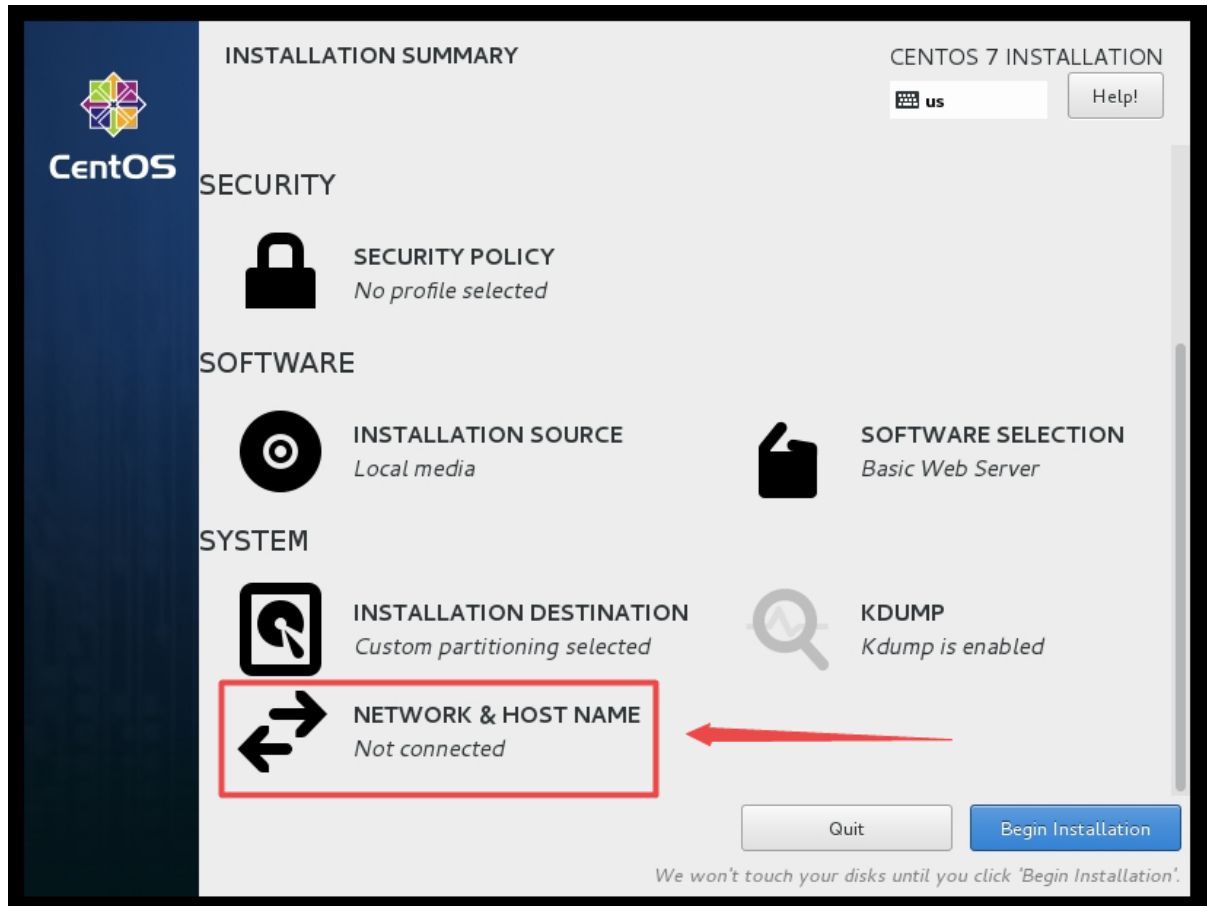 INSTALLATION SUMMARY
CENTOS 7 INSTALLATION
us
Help!
CentOS
SECURITY
SECURITY POLICY
No profile selected
SOFTWARE
INSTALLATION SOURCE
Local media
SOFTWARE SELECTION
Basic Web Server
SYSTEM
INSTALLATION DESTINATION
Custom partitioning selected
KDUMP
Kdump is enabled
NETWORK & HOST NAME
Not connected
Quit
Begin Installation
We won't touch your disks until you click 'Begin Installation'.